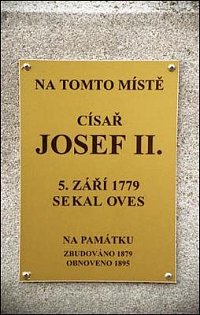 NA TOMTO MÍSTĚ
CÍSAŘ
JOSEF II.
5. ZÁŘÍ 1779
SEKAL OVES
NA PAMÁTKU
ZBUDOVÁNO 1879
OBNOVENO 1895